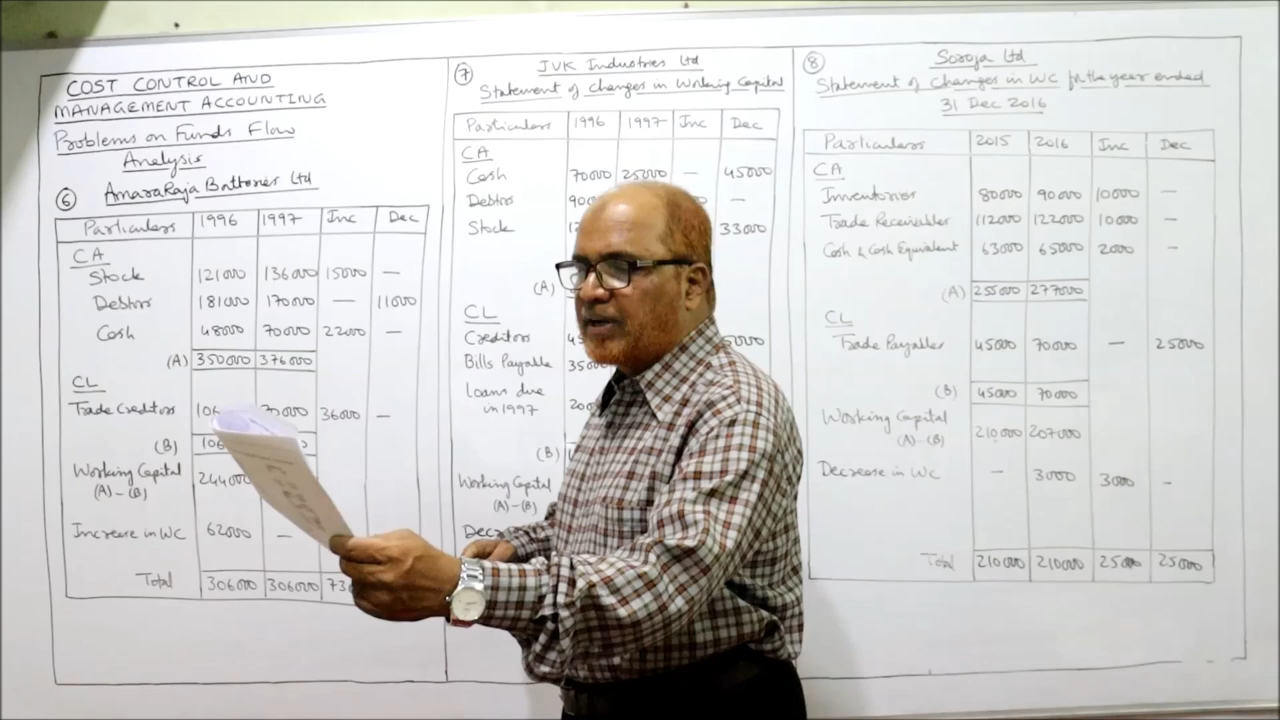 COST CONTROL AND
MANAGEMENT ACCOUNTING
Problems on Funds Flow
Analysis
⑥ AmaraRaja Batteries Ltd
Particulars 1996 1997 Inc Dec
CA
Stock 121000 136000 15000 —
Debtors 181000 170000 — 11000
Cash 48000 70000 22000 —
(A) 350000 376000
CL
Trade Creditors 36000 —
(B)
Working Capital 244000
(A) – (B)
Increase in WC 62000 —
Total 306000 306000
⑦ JVK Industries Ltd
Statement of changes in Working Capital
Particulars 1996 1997 Inc Dec
CA
Cash 70000 25000 — 45000
Debtors —
Stock 33000
(A)
CL
Creditors
Bills Payable 35000
Loans due
in 1997
(B)
Working Capital
(A) – (B)
⑧ Soroja Ltd
Statement of changes in WC for the year ended
31 Dec 2016
Particulars 2015 2016 Inc Dec
CA
Inventories 80000 90000 10000 —
Trade Receivables 112000 122000 10000 —
Cash & Cash Equivalent 63000 65000 2000 —
(A) 255000 277000
CL
Trade Payables 45000 70000 — 25000
(B) 45000 70000
Working Capital
(A) – (B) 210000 207000
Decrease in WC — 3000 3000 -
Total 210000 210000 25000 25000